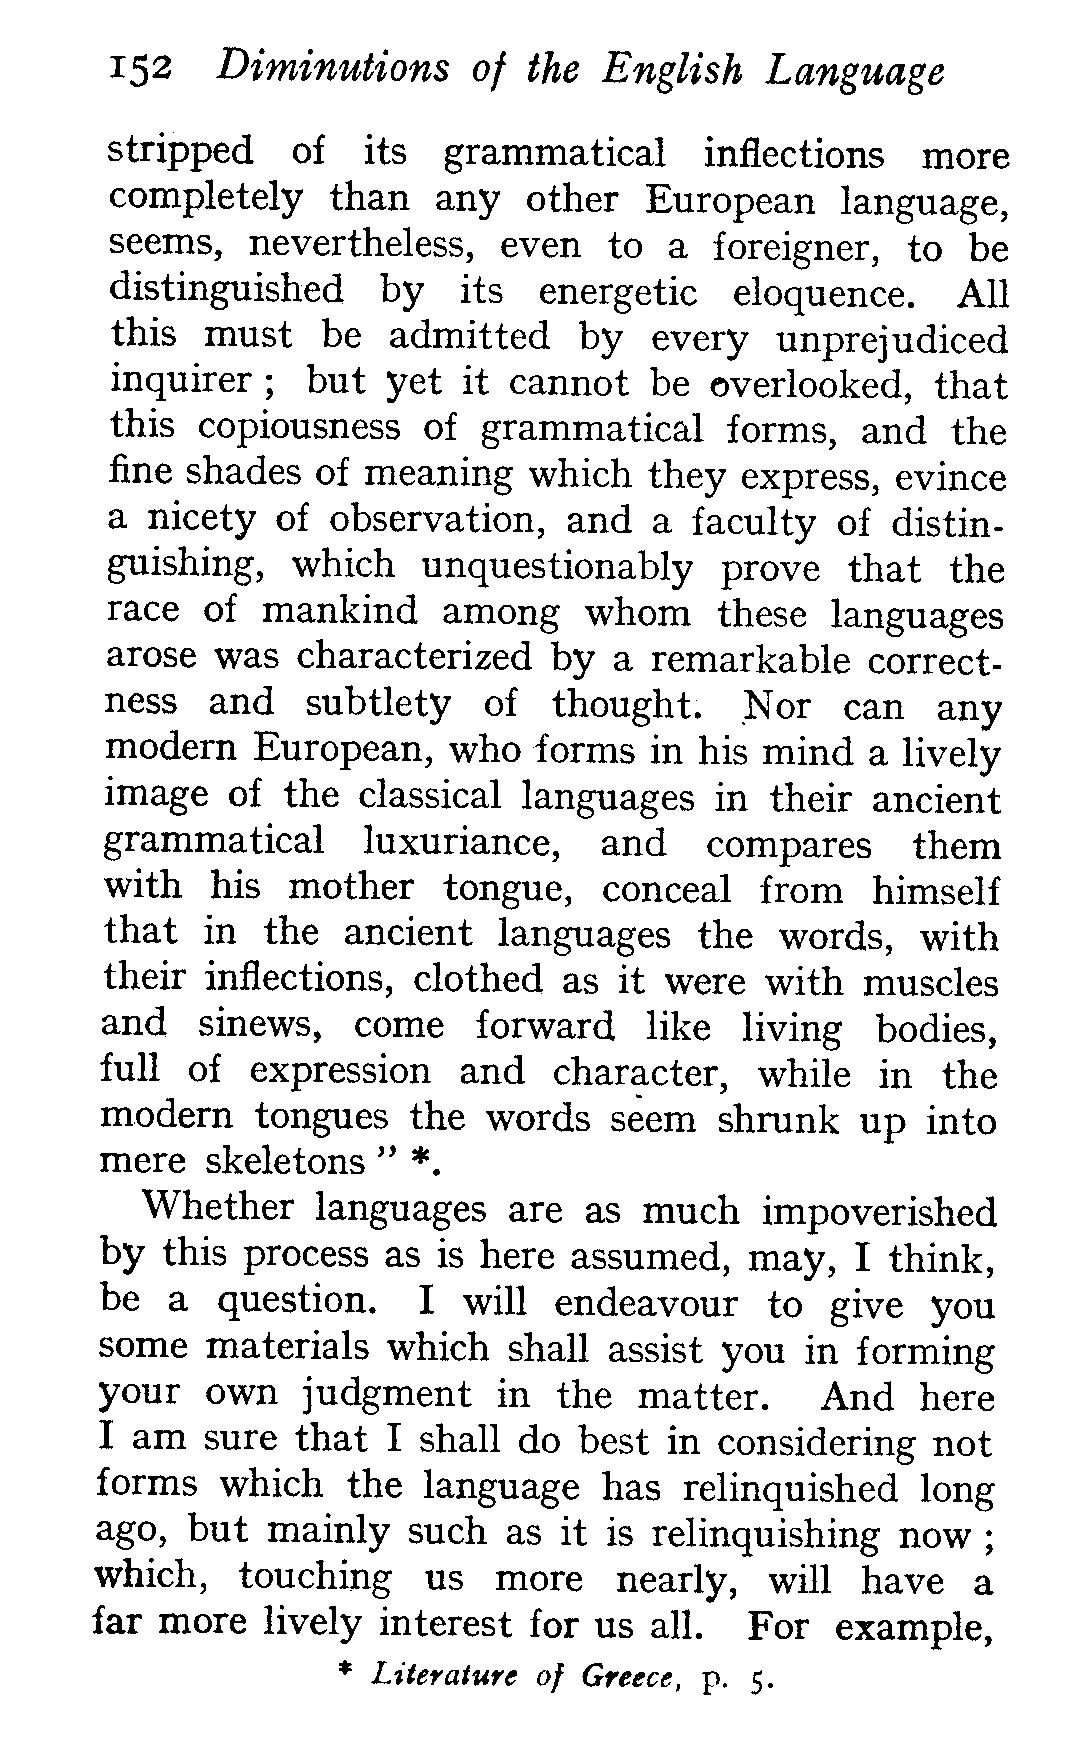 152 Diminutions of the English Language
stripped of its grammatical inflections more
completely than any other European language,
seems, nevertheless, even to a foreigner, to be
distinguished by its energetic eloquence. All
this must be admitted by every unprejudiced
inquirer ; but yet it cannot be overlooked, that
this copiousness of grammatical forms, and the
fine shades of meaning which they express, evince
a nicety of observation, and a faculty of distin-
guishing, which unquestionably prove that the
race of mankind among whom these languages
arose was characterized by a remarkable correct-
ness and subtlety of thought. Nor can any
modern European, who forms in his mind a lively
image of the classical languages in their ancient
grammatical luxuriance, and compares them
with his mother tongue, conceal from himself
that in the ancient languages the words, with
their inflections, clothed as it were with muscles
and sinews, come forward like living bodies,
full of expression and character, while in the
modern tongues the words seem shrunk up into
mere skeletons " *.
Whether languages are as much impoverished
by this process as is here assumed, may, I think,
be a question. I will endeavour to give you
some materials which shall assist you in forming
your own judgment in the matter. And here
I am sure that I shall do best in considering not
forms which the language has relinquished long
ago, but mainly such as it is relinquishing now ;
which, touching us more nearly, will have a
far more lively interest for us all. For example,
* Literature of Greece, p. 5.